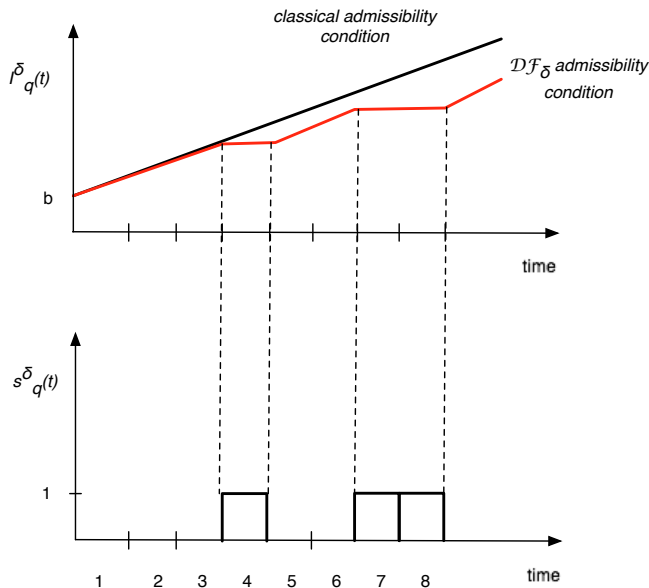 classical admissibility
condition
l^δ_q(t)
𝒟ℱ_δ admissibility
condition
b
time
s^δ_q(t)
1
1 2 3 4 5 6 7 8
time